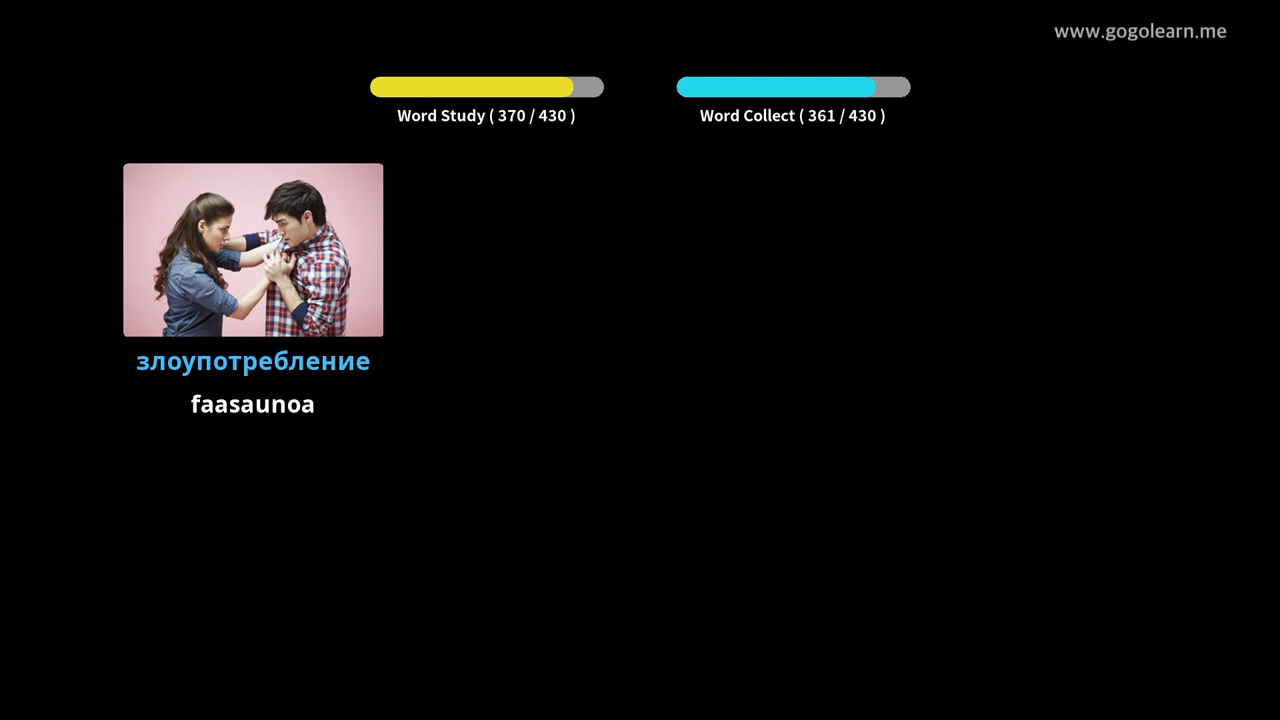 www.gogolearn.me
Word Study ( 370 / 430 )
Word Collect ( 361 / 430 )
злоупотребление
faasaunoa